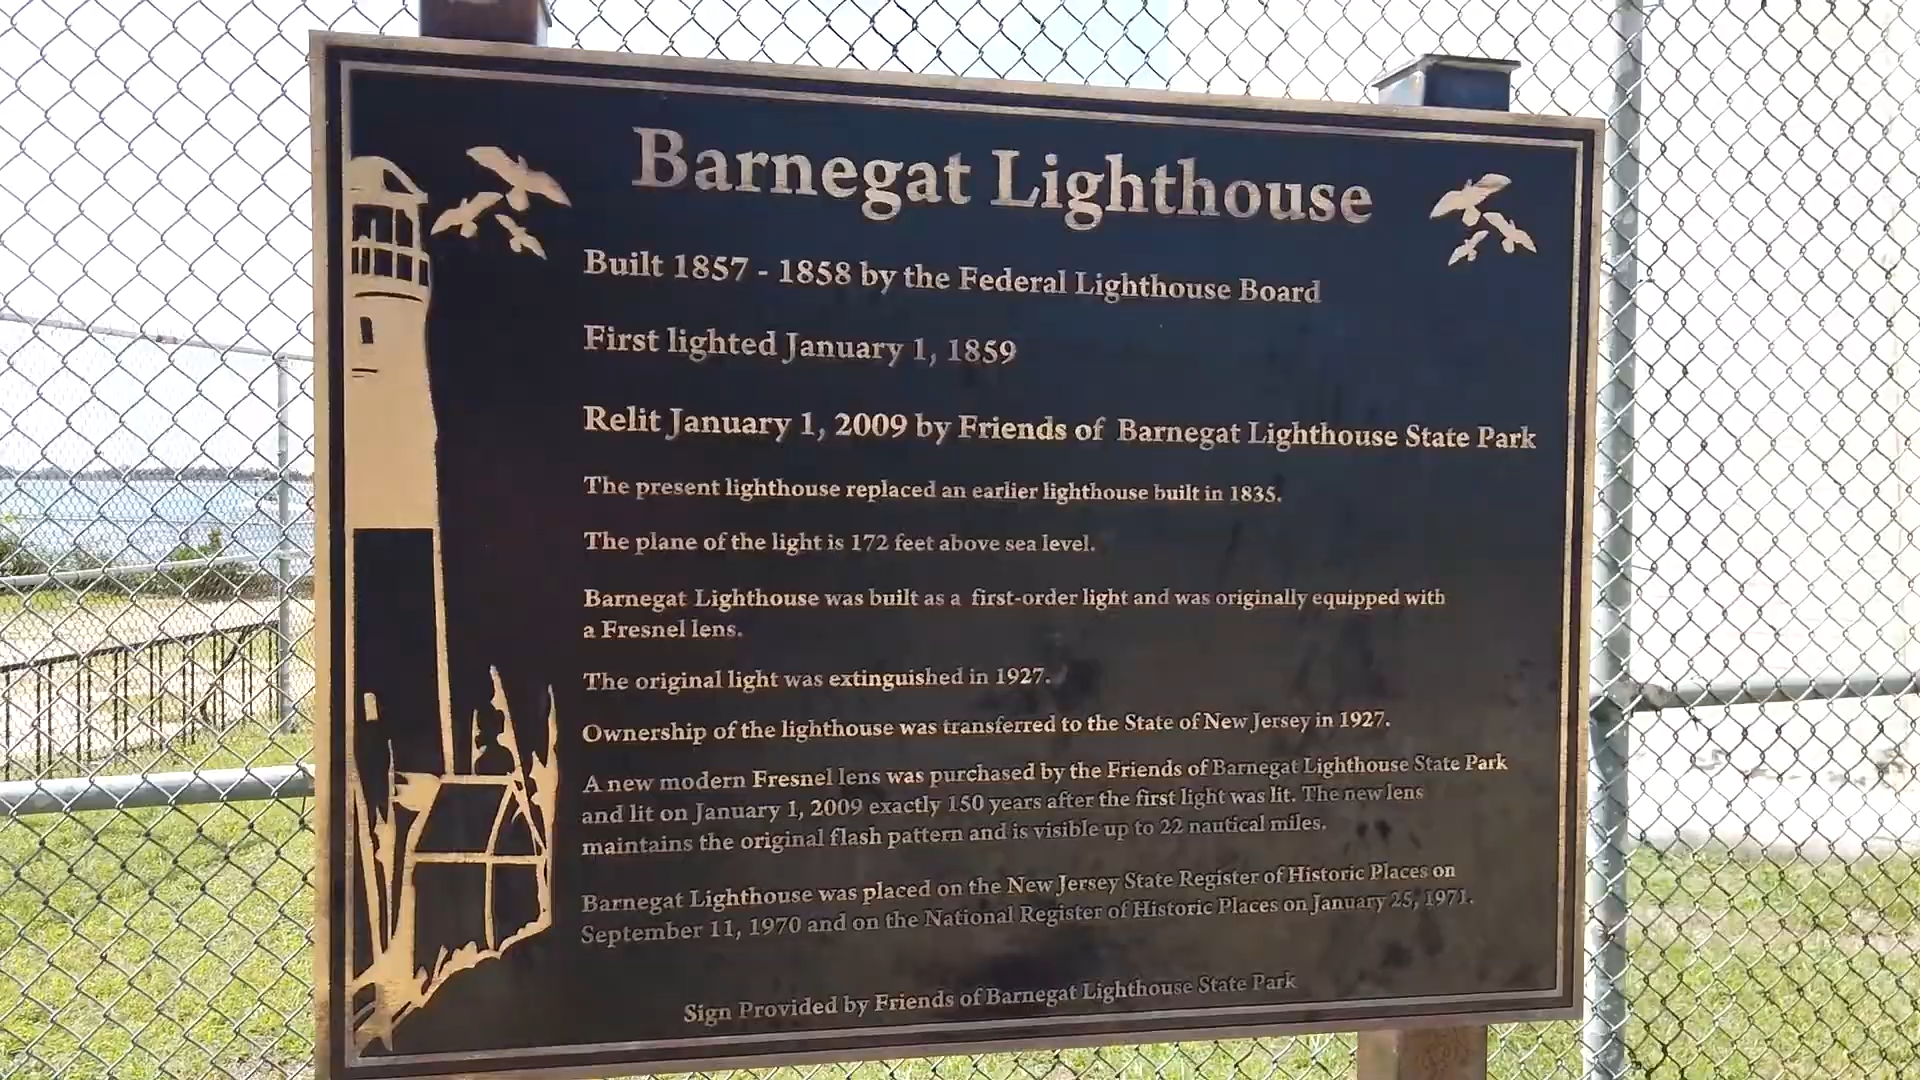 Barnegat Lighthouse
Built 1857 - 1858 by the Federal Lighthouse Board
First lighted January 1, 1859
Relit January 1, 2009 by Friends of Barnegat Lighthouse State Park
The present lighthouse replaced an earlier lighthouse built in 1835.
The plane of the light is 172 feet above sea level.
Barnegat Lighthouse was built as a first-order light and was originally equipped with
a Fresnel lens.
The original light was extinguished in 1927.
Ownership of the lighthouse was transferred to the State of New Jersey in 1927.
A new modern Fresnel lens was purchased by the Friends of Barnegat Lighthouse State Park
and lit on January 1, 2009 exactly 150 years after the first light was lit. The new lens
maintains the original flash pattern and is visible up to 22 nautical miles.
Barnegat Lighthouse was placed on the New Jersey State Register of Historic Places on
September 11, 1970 and on the National Register of Historic Places on January 25, 1971.
Sign Provided by Friends of Barnegat Lighthouse State Park